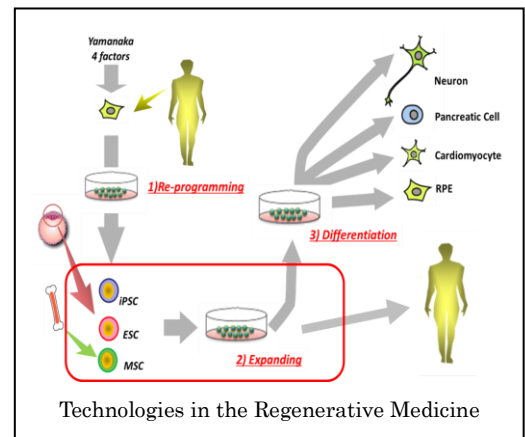 Yamanaka
4 factors
Neuron
Pancreatic Cell
Cardiomyocyte
RPE
1)Re-programming
3) Differentiation
iPSC
ESC
MSC
2) Expanding
Technologies in the Regenerative Medicine